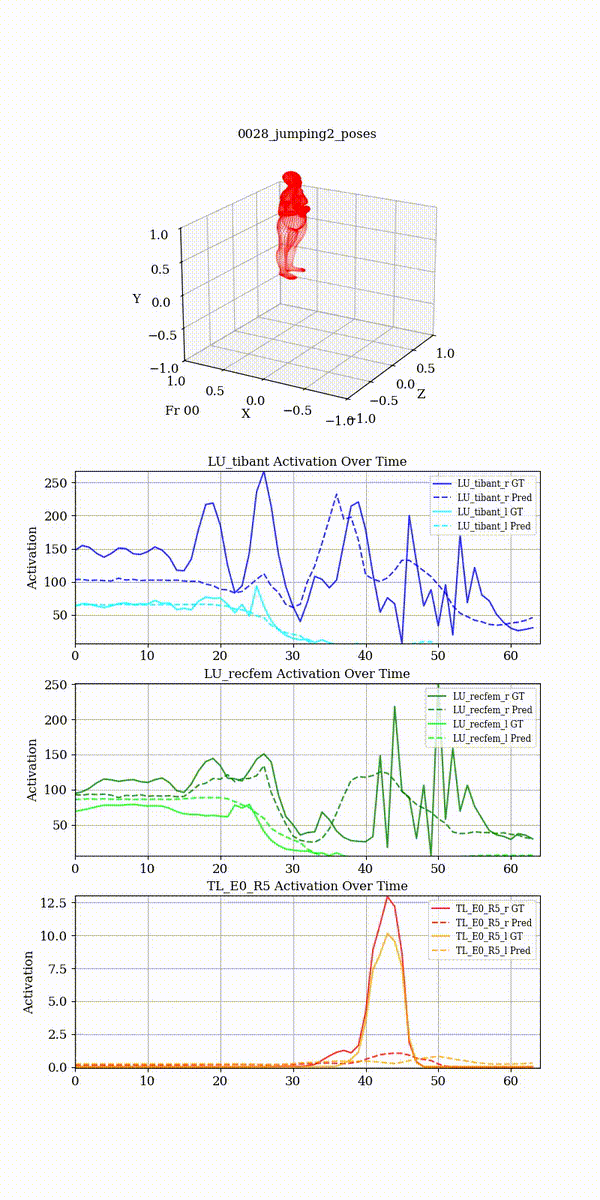 0028_jumping2_poses
1.0
0.5
Y 0.0
−0.5
−1.0
1.0
0.5
0.0
−0.5
−1.0
X
Fr 00
1.0
0.5
0.0
−0.5
−1.0
Z
LU_tibant Activation Over Time
250
200
150
100
50
Activation
LU_tibant_r GT
LU_tibant_r Pred
LU_tibant_l GT
LU_tibant_l Pred
0 10 20 30 40 50 60
LU_recfem Activation Over Time
250
200
150
100
50
Activation
LU_recfem_r GT
LU_recfem_r Pred
LU_recfem_l GT
LU_recfem_l Pred
0 10 20 30 40 50 60
TL_E0_R5 Activation Over Time
12.5
10.0
7.5
5.0
2.5
0.0
Activation
TL_E0_R5_r GT
TL_E0_R5_r Pred
TL_E0_R5_l GT
TL_E0_R5_l Pred
0 10 20 30 40 50 60